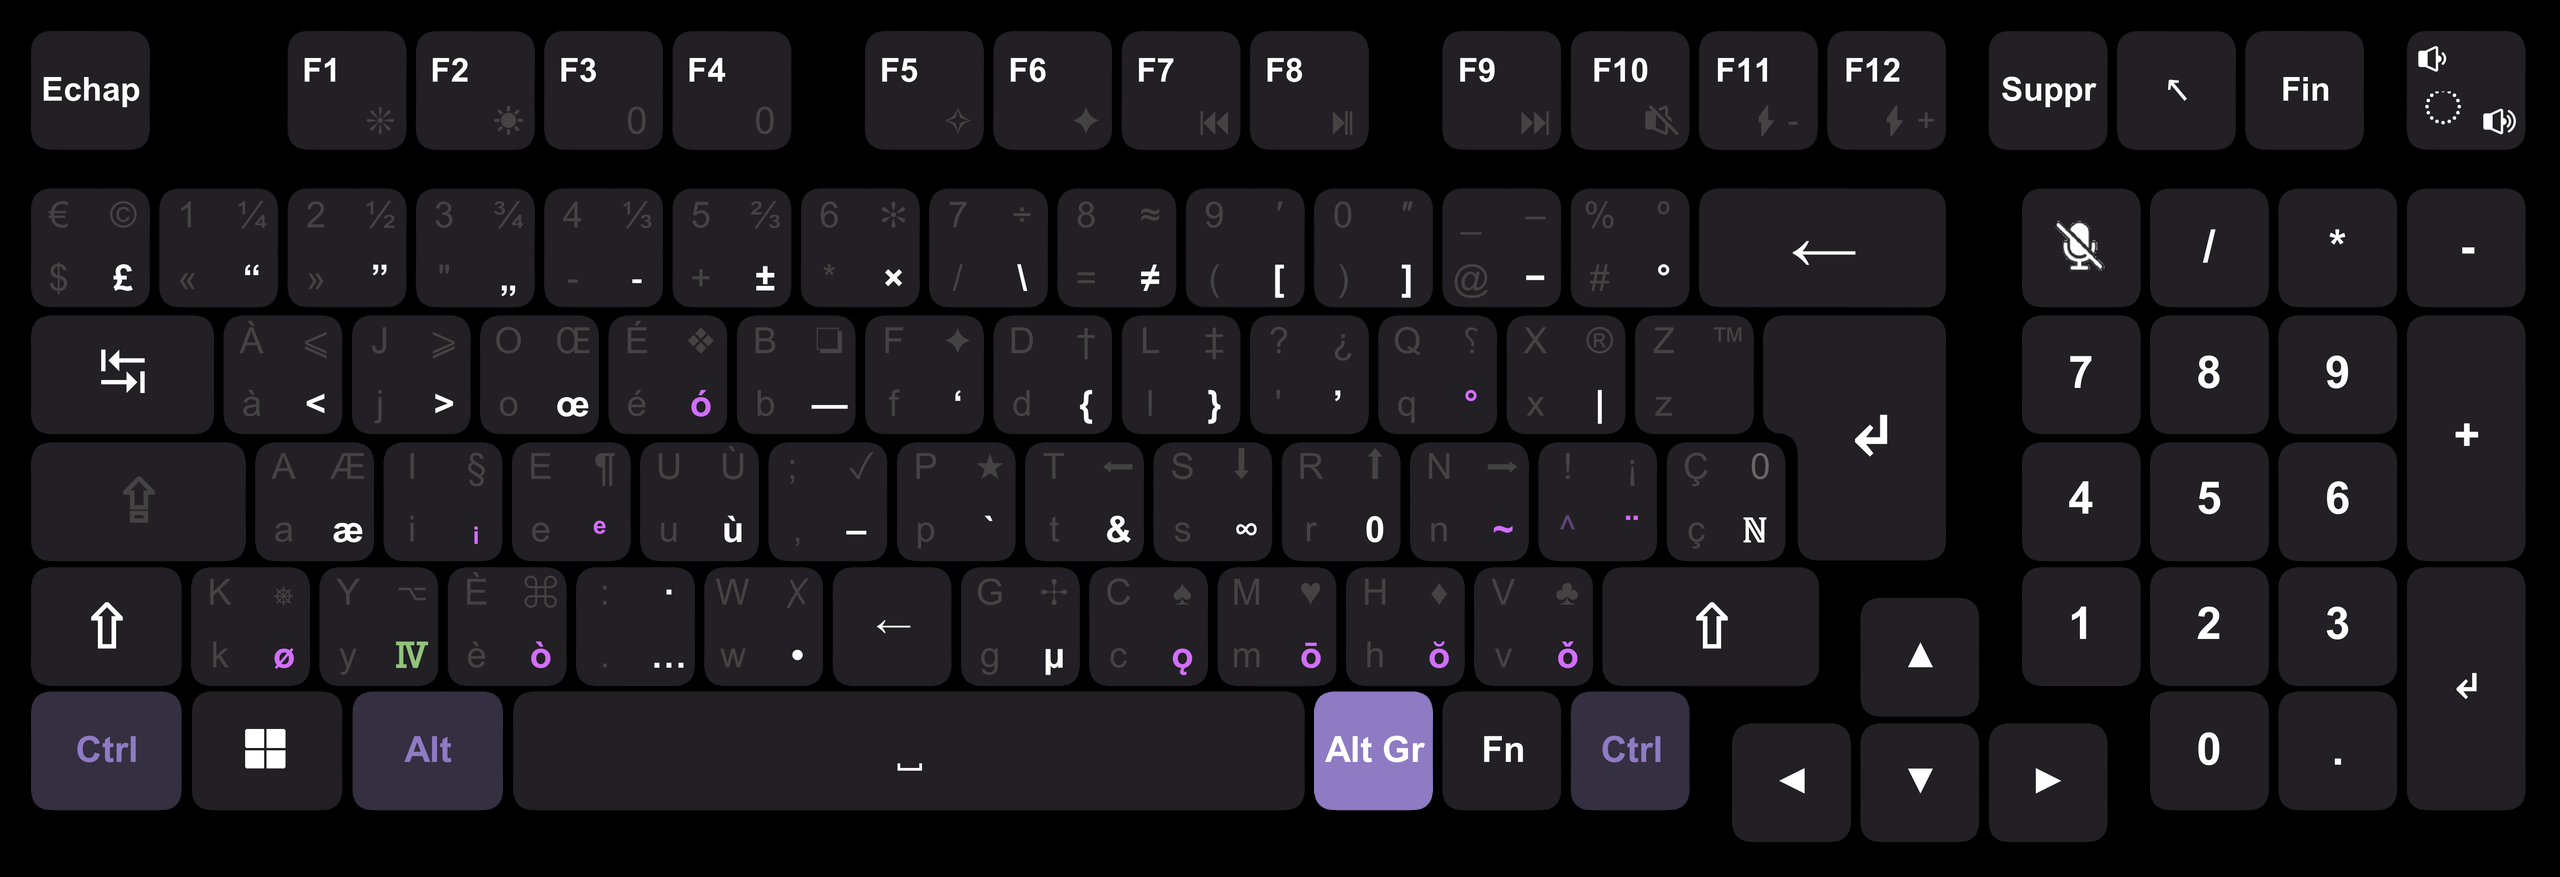 Echap F1 F2 F3 0 F4 0 F5 F6 F7 F8 F9 F10 F11 - F12 + Suppr ↖ Fin
€ © 1 ¼ 2 ½ 3 ¾ 4 ⅓ 5 ⅔ 6 ✻ 7 ÷ 8 ≈ 9 ′ 0 ″ _ – % º / * -
$ £ « “ » ” " „ - - + ± * × / \ = ≠ ( [ ) ] @ − # ° ←
À ⩽ J ⩾ O Œ É ❖ B ❏ F ✦ D † L ‡ ? ¿ Q ⸮ X ® Z ™ 7 8 9 +
à < j > o œ é ó b — f ‘ d { l } ' ’ q ° x | z
A Æ I § E ¶ U Ù ; ✓ P ★ T ← S ↓ R ↑ N → ! ¡ Ç 0 4 5 6
a æ i ¡ e e u ù , – p ` t & s ∞ r 0 n ~ ^ ¨ ç ℕ
K ⎈ Y ⌥ È ⌘ : · W ✗ ← G ✢ C ♠ M ♥ H ♦ V ♣ 1 2 3
k ø y Ⅳ è ò . … w • g µ c ǫ m ō h ŏ v ǒ ▲
Ctrl Alt ⎵ Alt Gr Fn Ctrl ◀ ▼ ▶ 0 .